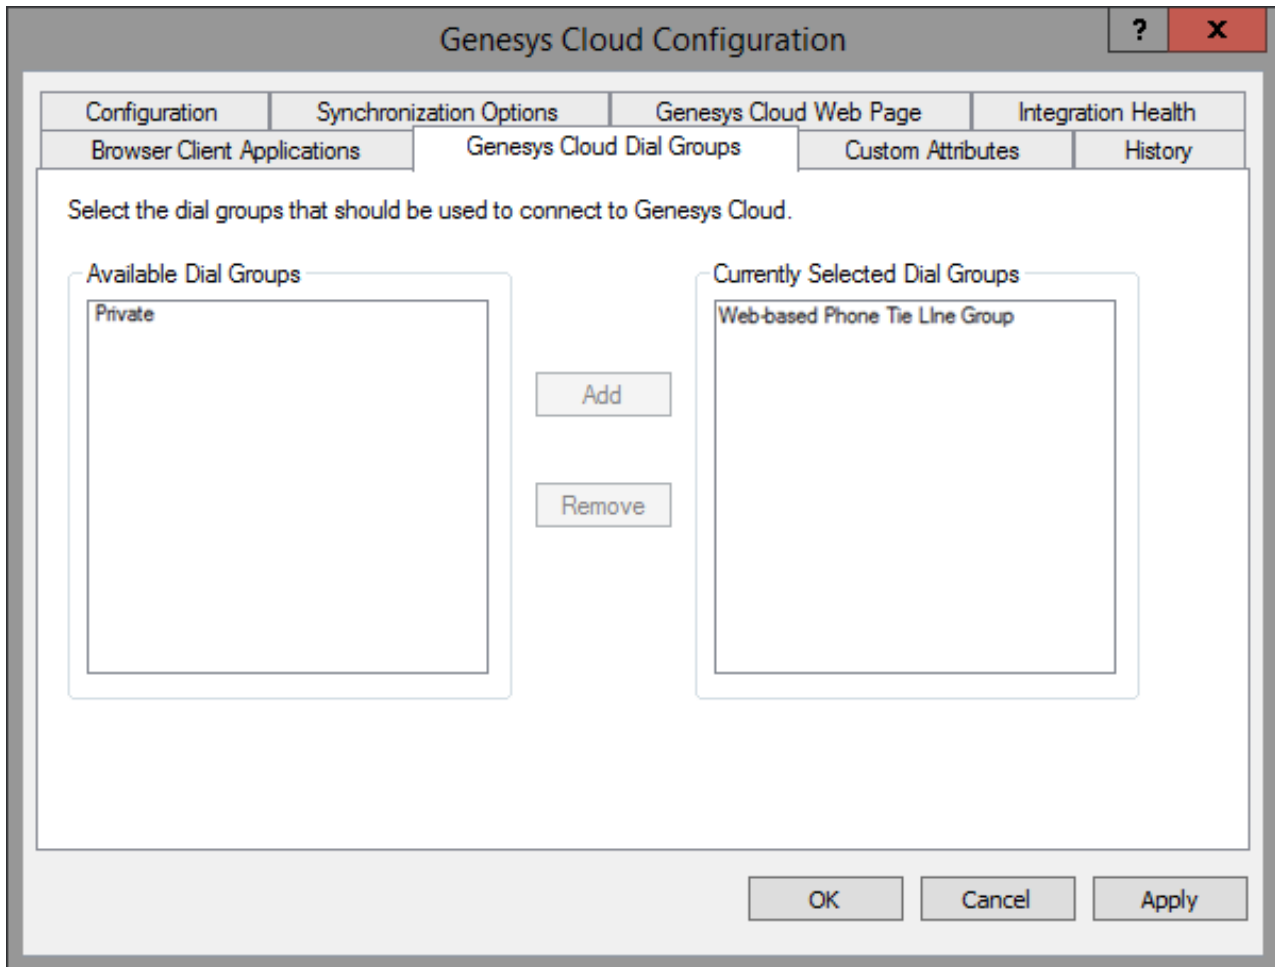 Genesys Cloud Configuration
?
x
Configuration
Synchronization Options
Genesys Cloud Web Page
Integration Health
Browser Client Applications
Genesys Cloud Dial Groups
Custom Attributes
History
Select the dial groups that should be used to connect to Genesys Cloud.
Available Dial Groups
Private
Add
Remove
Currently Selected Dial Groups
Web-based Phone Tie LIne Group
OK
Cancel
Apply